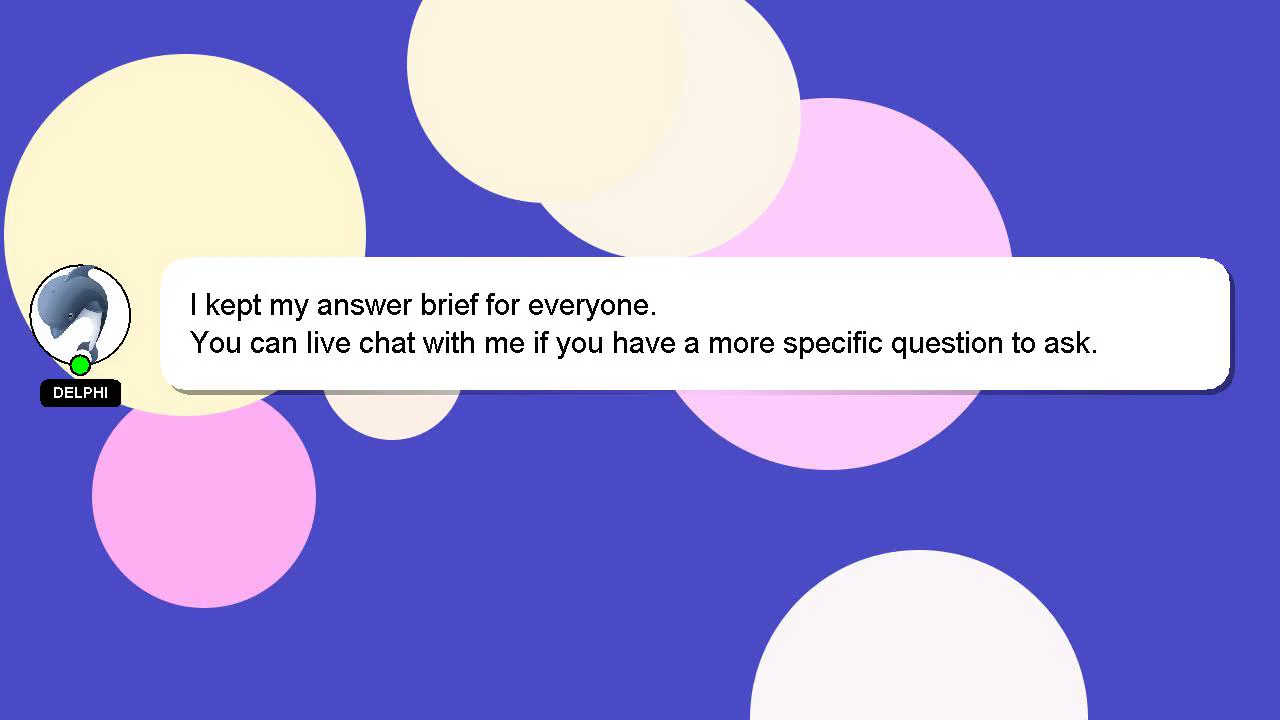 I kept my answer brief for everyone.
You can live chat with me if you have a more specific question to ask.
DELPHI